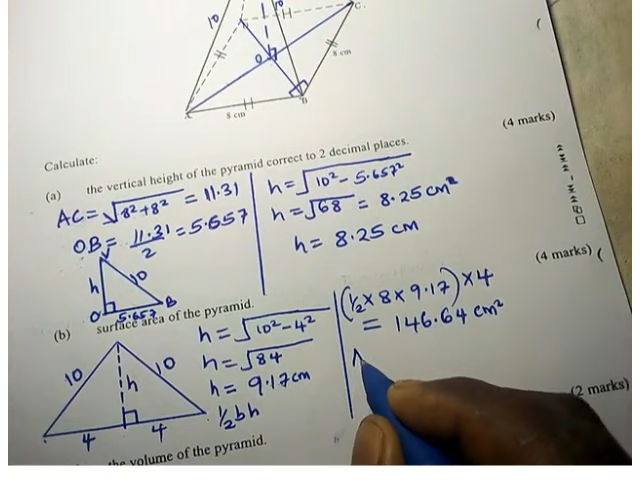 10
10
C
O
A
B
8 cm
8 cm
Calculate:
(4 marks)
(a) the vertical height of the pyramid correct to 2 decimal places.
AC = √8²+8² = 11.31
OB = 11.31/2 = 5.657
V
h
10
O
5.657
B
h = √10² - 5.657²
h = √68 = 8.25 cm²
h = 8.25 cm
(4 marks)
(b) surface area of the pyramid.
10
10
h
4
4
h = √10² - 4²
h = √84
h = 9.17 cm
½bh
(½ × 8 × 9.17) × 4
= 146.64 cm²
(2 marks)
the volume of the pyramid.